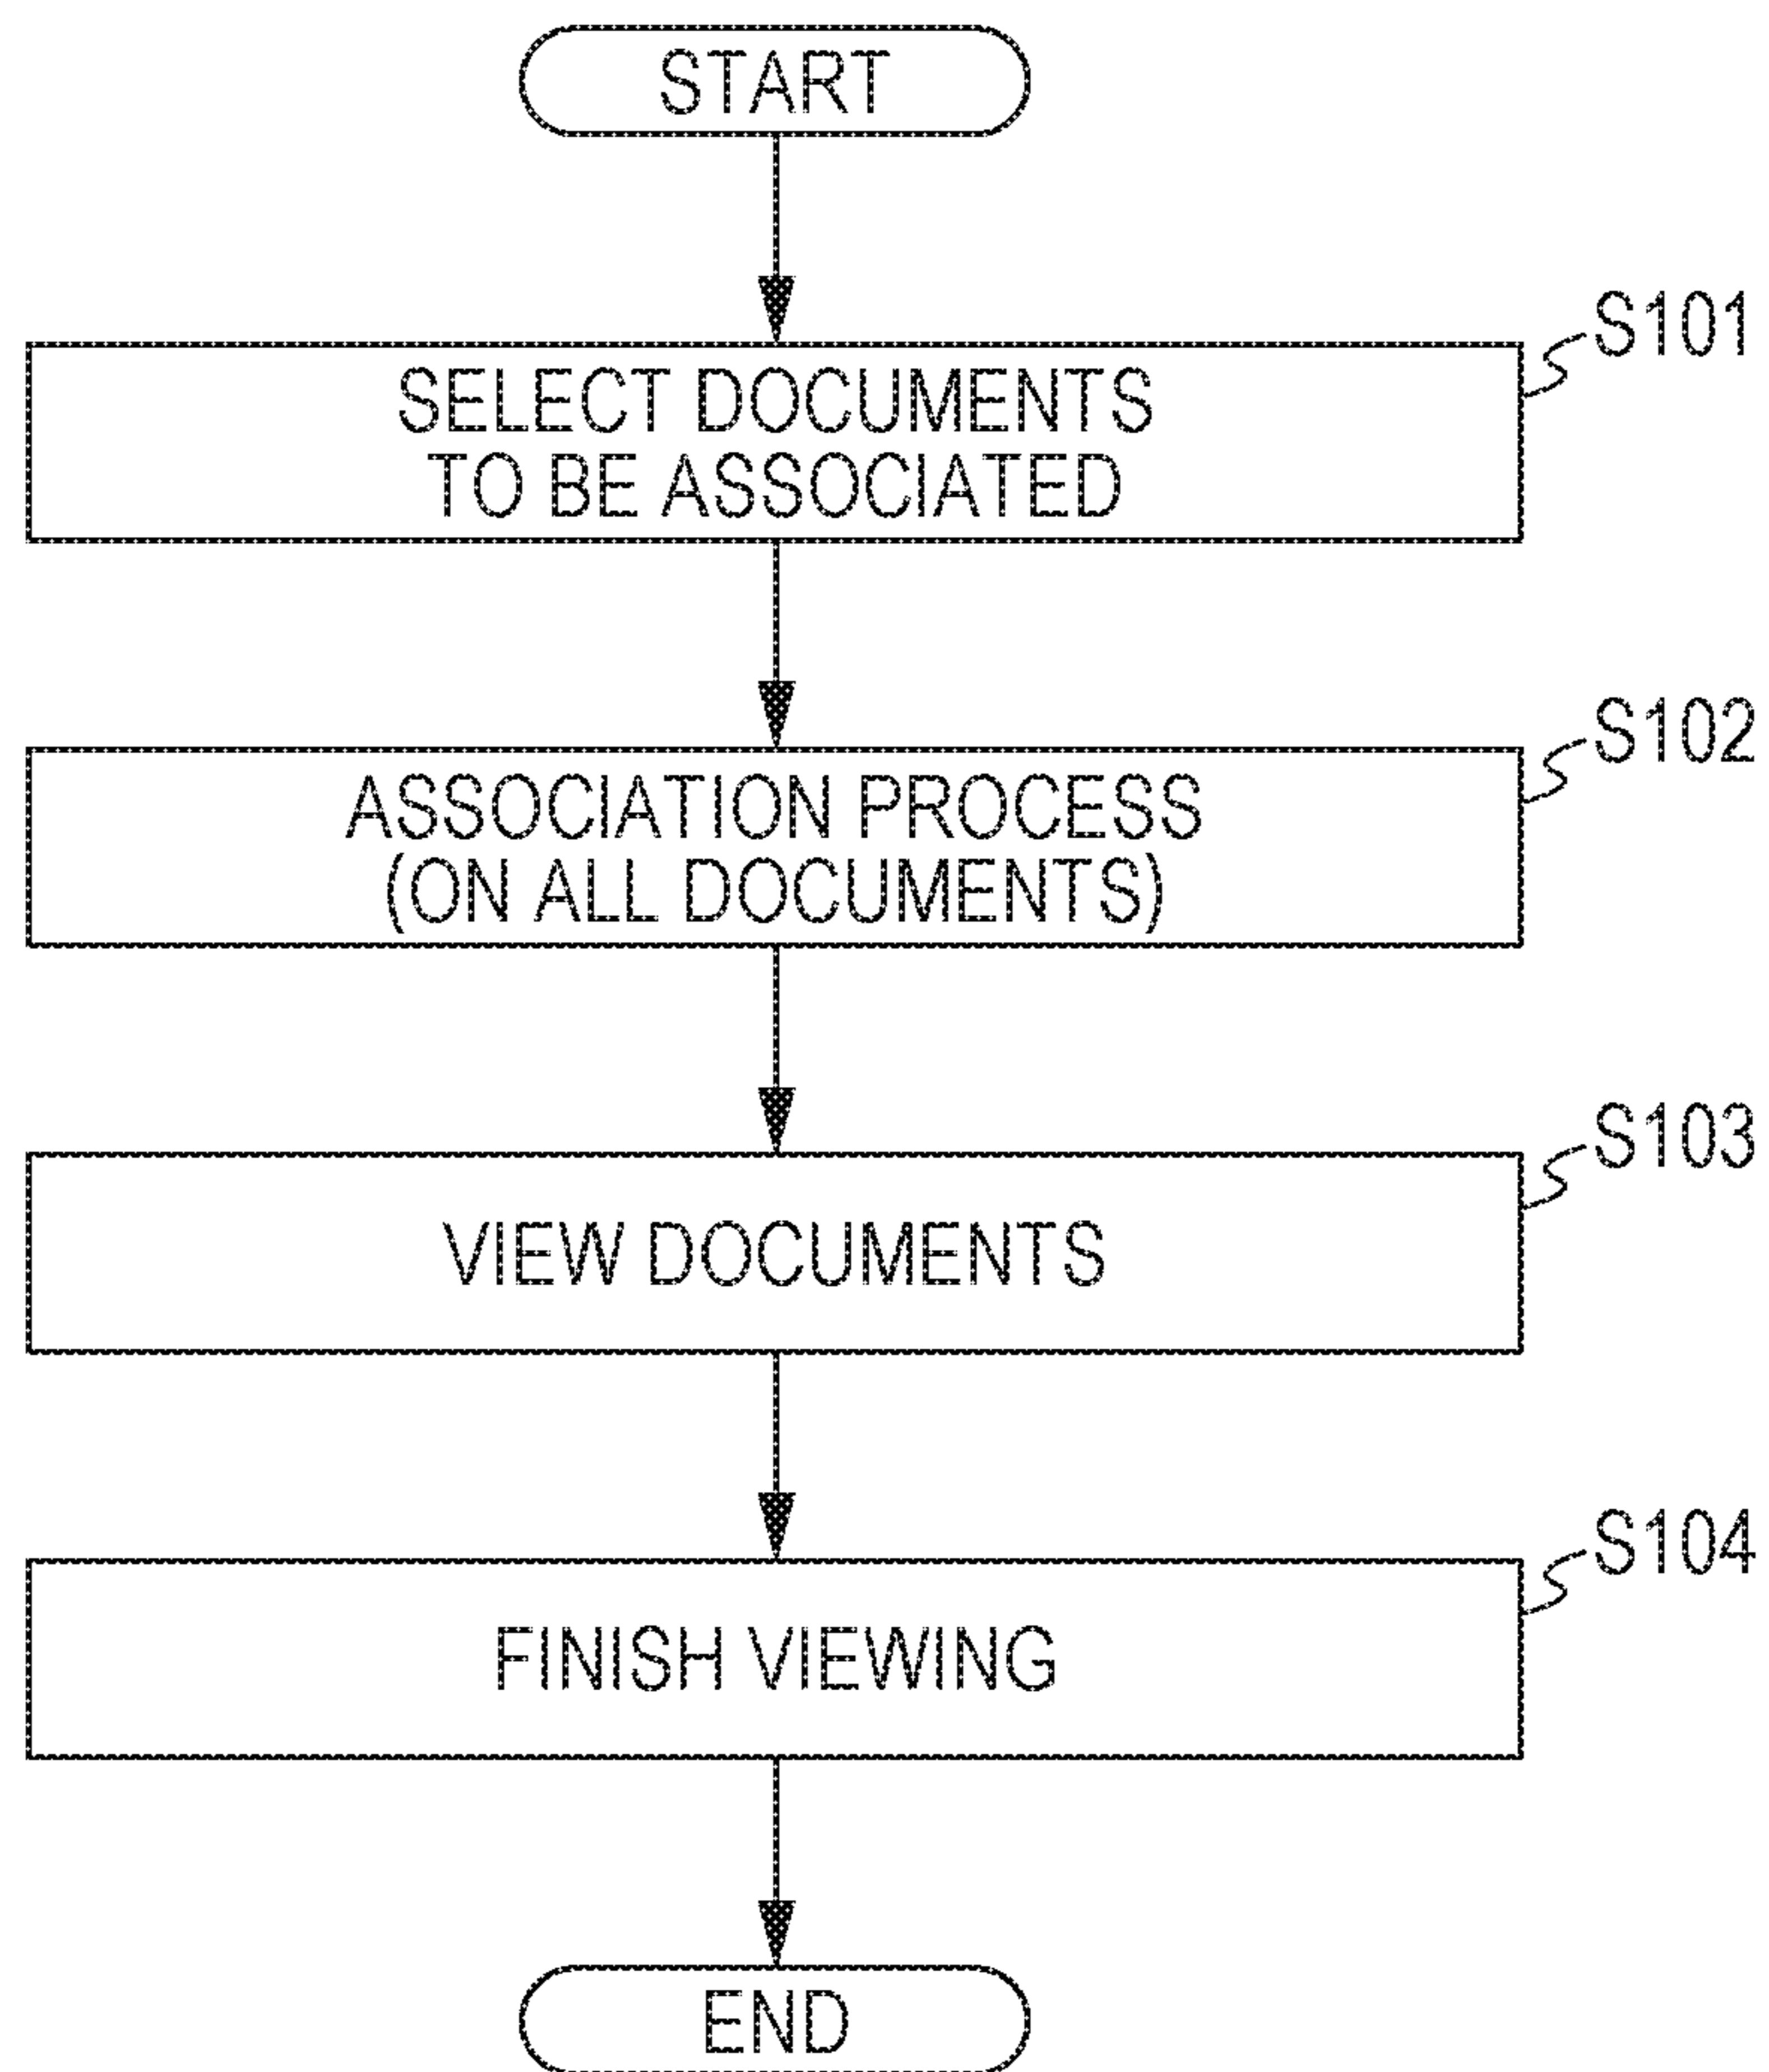 START
S101
SELECT DOCUMENTS
TO BE ASSOCIATED
S102
ASSOCIATION PROCESS
(ON ALL DOCUMENTS)
S103
VIEW DOCUMENTS
S104
FINISH VIEWING
END